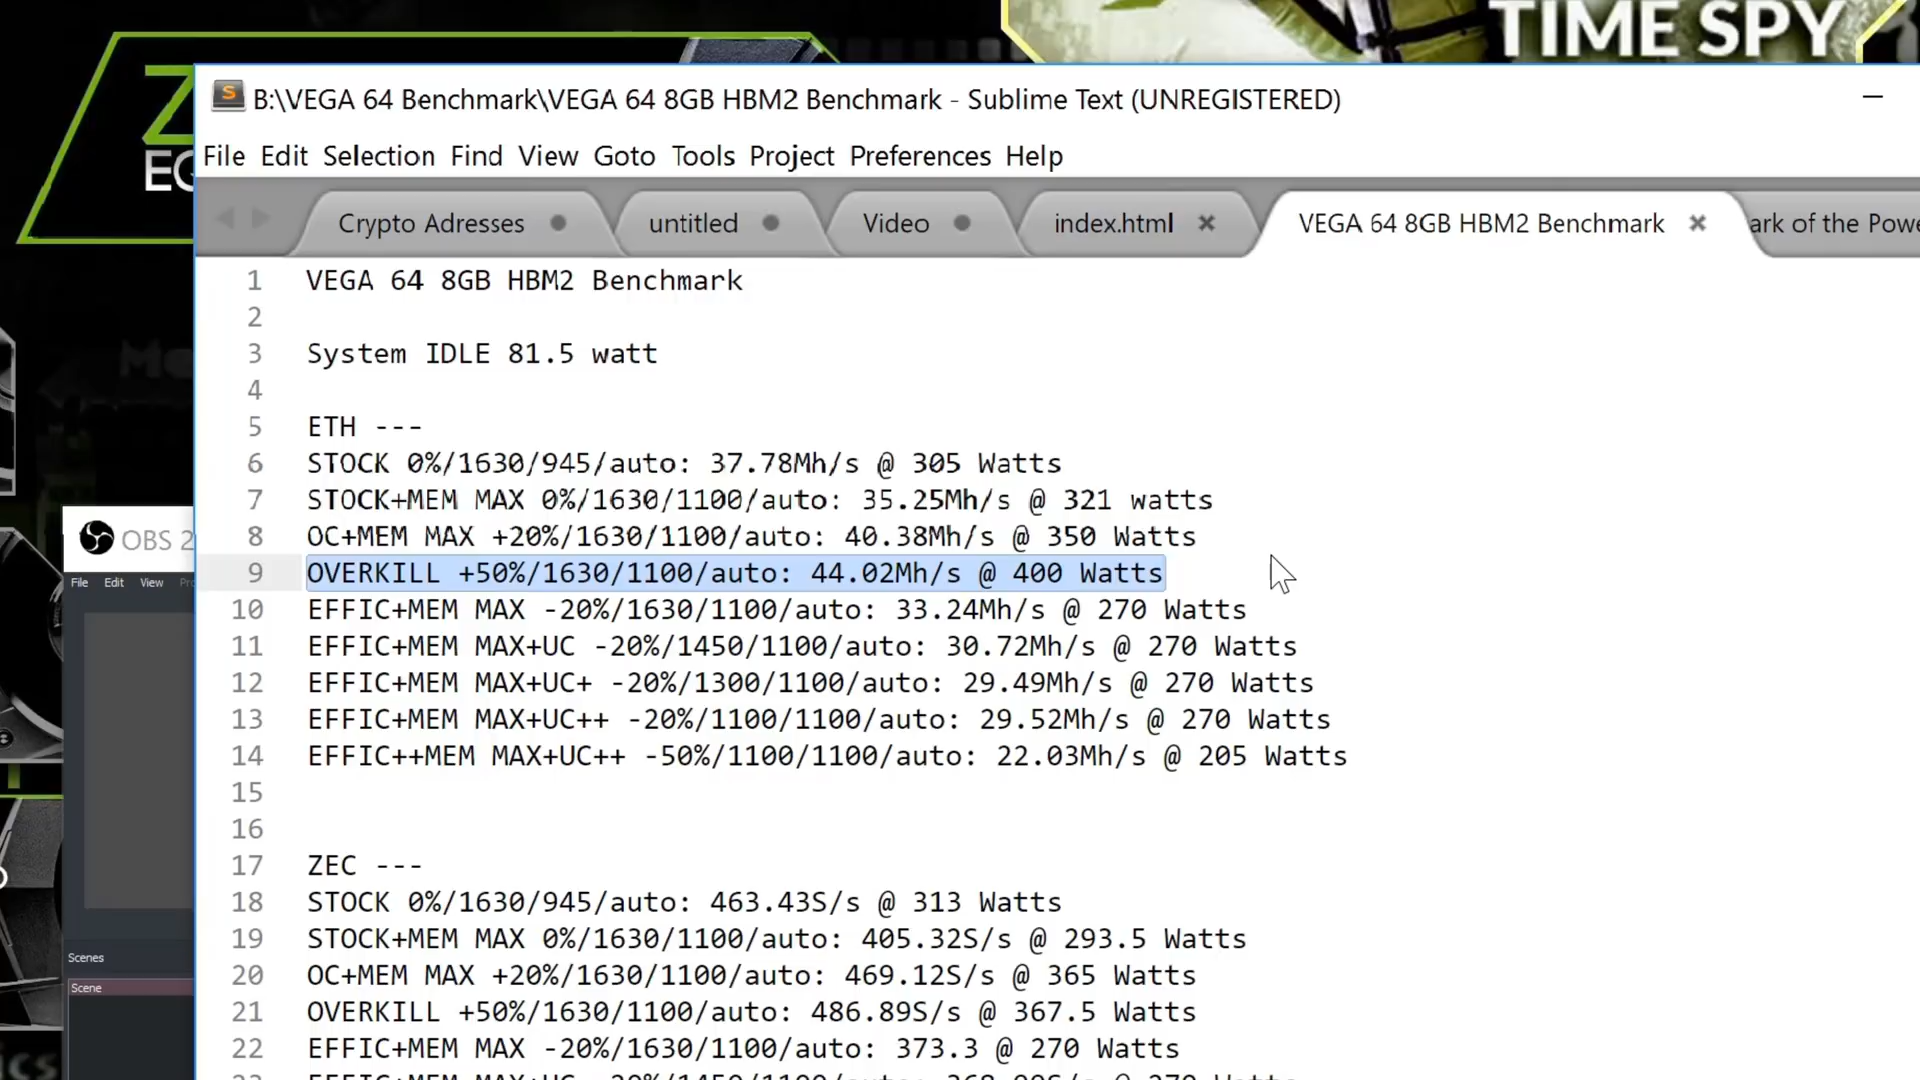 TIME SPY
B:\VEGA 64 Benchmark\VEGA 64 8GB HBM2 Benchmark - Sublime Text (UNREGISTERED)
File Edit Selection Find View Goto Tools Project Preferences Help
Crypto Adresses untitled Video index.html VEGA 64 8GB HBM2 Benchmark ark of the Powe
1 VEGA 64 8GB HBM2 Benchmark
2
3 System IDLE 81.5 watt
4
5 ETH ---
6 STOCK 0%/1630/945/auto: 37.78Mh/s @ 305 Watts
7 STOCK+MEM MAX 0%/1630/1100/auto: 35.25Mh/s @ 321 watts
8 OC+MEM MAX +20%/1630/1100/auto: 40.38Mh/s @ 350 Watts
9 OVERKILL +50%/1630/1100/auto: 44.02Mh/s @ 400 Watts
10 EFFIC+MEM MAX -20%/1630/1100/auto: 33.24Mh/s @ 270 Watts
11 EFFIC+MEM MAX+UC -20%/1450/1100/auto: 30.72Mh/s @ 270 Watts
12 EFFIC+MEM MAX+UC+ -20%/1300/1100/auto: 29.49Mh/s @ 270 Watts
13 EFFIC+MEM MAX+UC++ -20%/1100/1100/auto: 29.52Mh/s @ 270 Watts
14 EFFIC++MEM MAX+UC++ -50%/1100/1100/auto: 22.03Mh/s @ 205 Watts
15
16
17 ZEC ---
18 STOCK 0%/1630/945/auto: 463.43S/s @ 313 Watts
19 STOCK+MEM MAX 0%/1630/1100/auto: 405.32S/s @ 293.5 Watts
20 OC+MEM MAX +20%/1630/1100/auto: 469.12S/s @ 365 Watts
21 OVERKILL +50%/1630/1100/auto: 486.89S/s @ 367.5 Watts
22 EFFIC+MEM MAX -20%/1630/1100/auto: 373.3 @ 270 Watts
OBS 2
File Edit View
Scenes
Scene